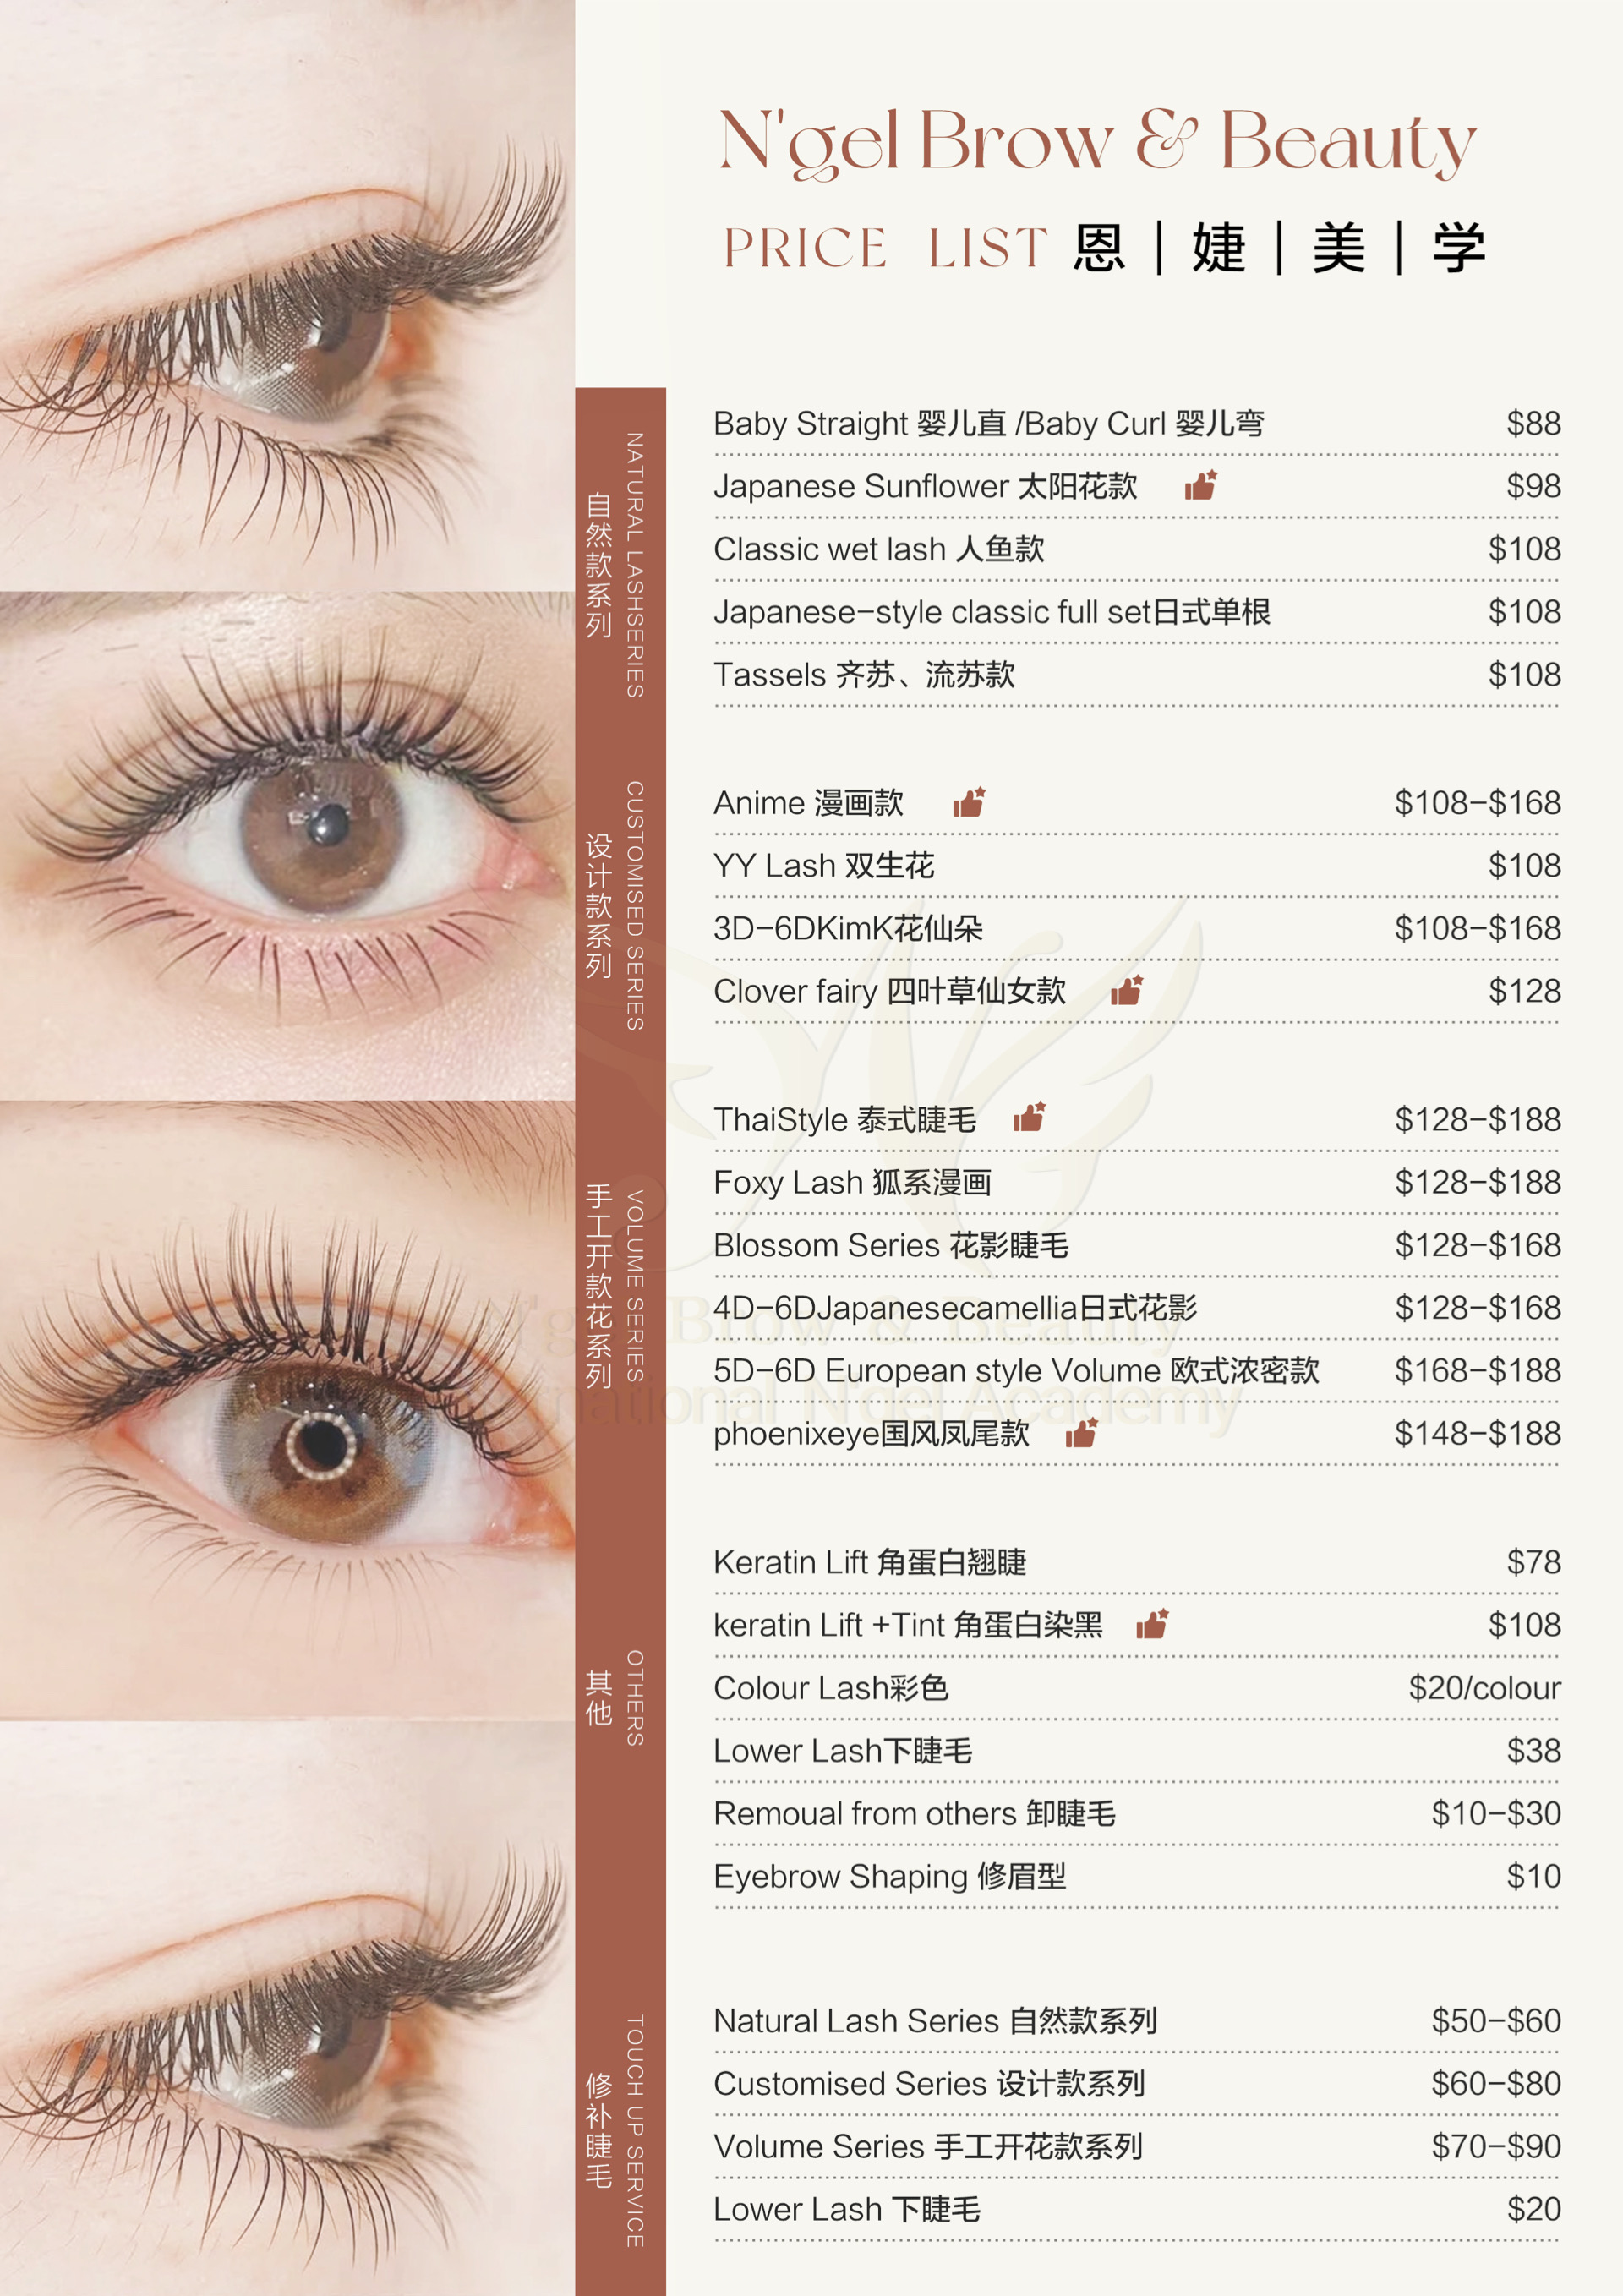 N'gel Brow & Beauty
PRICE LIST 恩｜婕｜美｜学
NATURAL LASHSERIES
自然款系列
Baby Straight 婴儿直 /Baby Curl 婴儿弯 $88
Japanese Sunflower 太阳花款 $98
Classic wet lash 人鱼款 $108
Japanese-style classic full set日式单根 $108
Tassels 齐苏、流苏款 $108
CUSTOMISED SERIES
设计款系列
Anime 漫画款 $108-$168
YY Lash 双生花 $108
3D-6DKimK花仙朵 $108-$168
Clover fairy 四叶草仙女款 $128
VOLUME SERIES
手工开款花系列
ThaiStyle 泰式睫毛 $128-$188
Foxy Lash 狐系漫画 $128-$188
Blossom Series 花影睫毛 $128-$168
4D-6DJapanesecamellia日式花影 $128-$168
5D-6D European style Volume 欧式浓密款 $168-$188
phoenixeye国风凤尾款 $148-$188
N'gel Brow & Beauty
national N'gel Academy
OTHERS
其他
Keratin Lift 角蛋白翘睫 $78
keratin Lift +Tint 角蛋白染黑 $108
Colour Lash彩色 $20/colour
Lower Lash下睫毛 $38
Remoual from others 卸睫毛 $10-$30
Eyebrow Shaping 修眉型 $10
TOUCH UP SERVICE
修补睫毛
Natural Lash Series 自然款系列 $50-$60
Customised Series 设计款系列 $60-$80
Volume Series 手工开花款系列 $70-$90
Lower Lash 下睫毛 $20